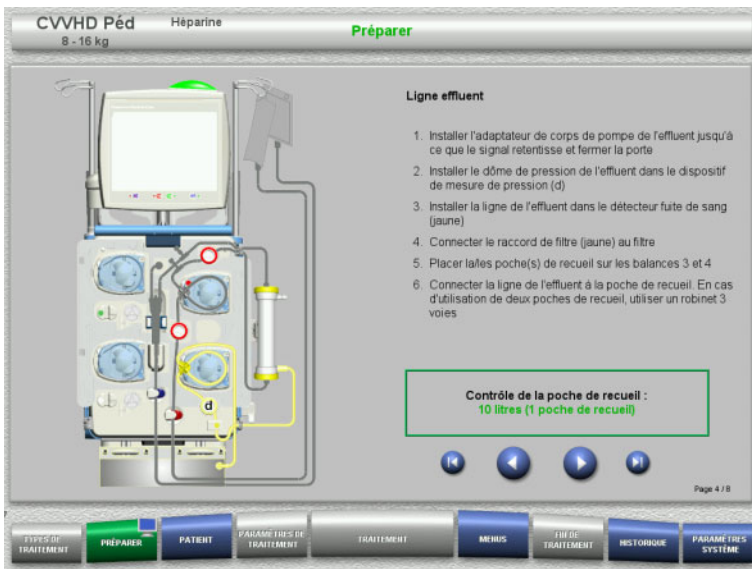 CVVHD Péd
Héparine
8 - 16 kg
Préparer
Ligne effluent
1. Installer l'adaptateur de corps de pompe de l'effluent jusqu'à
ce que le signal retentisse et fermer la porte
2. Installer le dôme de pression de l'effluent dans le dispositif
de mesure de pression (d)
3. Installer la ligne de l'effluent dans le détecteur fuite de sang
(jaune)
4. Connecter le raccord de filtre (jaune) au filtre
5. Placer la/les poche(s) de recueil sur les balances 3 et 4
6. Connecter la ligne de l'effluent à la poche de recueil. En cas
d'utilisation de deux poches de recueil, utiliser un robinet 3
voies
d
Contrôle de la poche de recueil :
10 litres (1 poche de recueil)
Page 4 / 8
TYPES DE
TRAITEMENT
PRÉPARER
PATIENT
PARAMÈTRES DE
TRAITEMENT
TRAITEMENT
MENUS
FIN DE
TRAITEMENT
HISTORIQUE
PARAMÈTRES
SYSTÈME